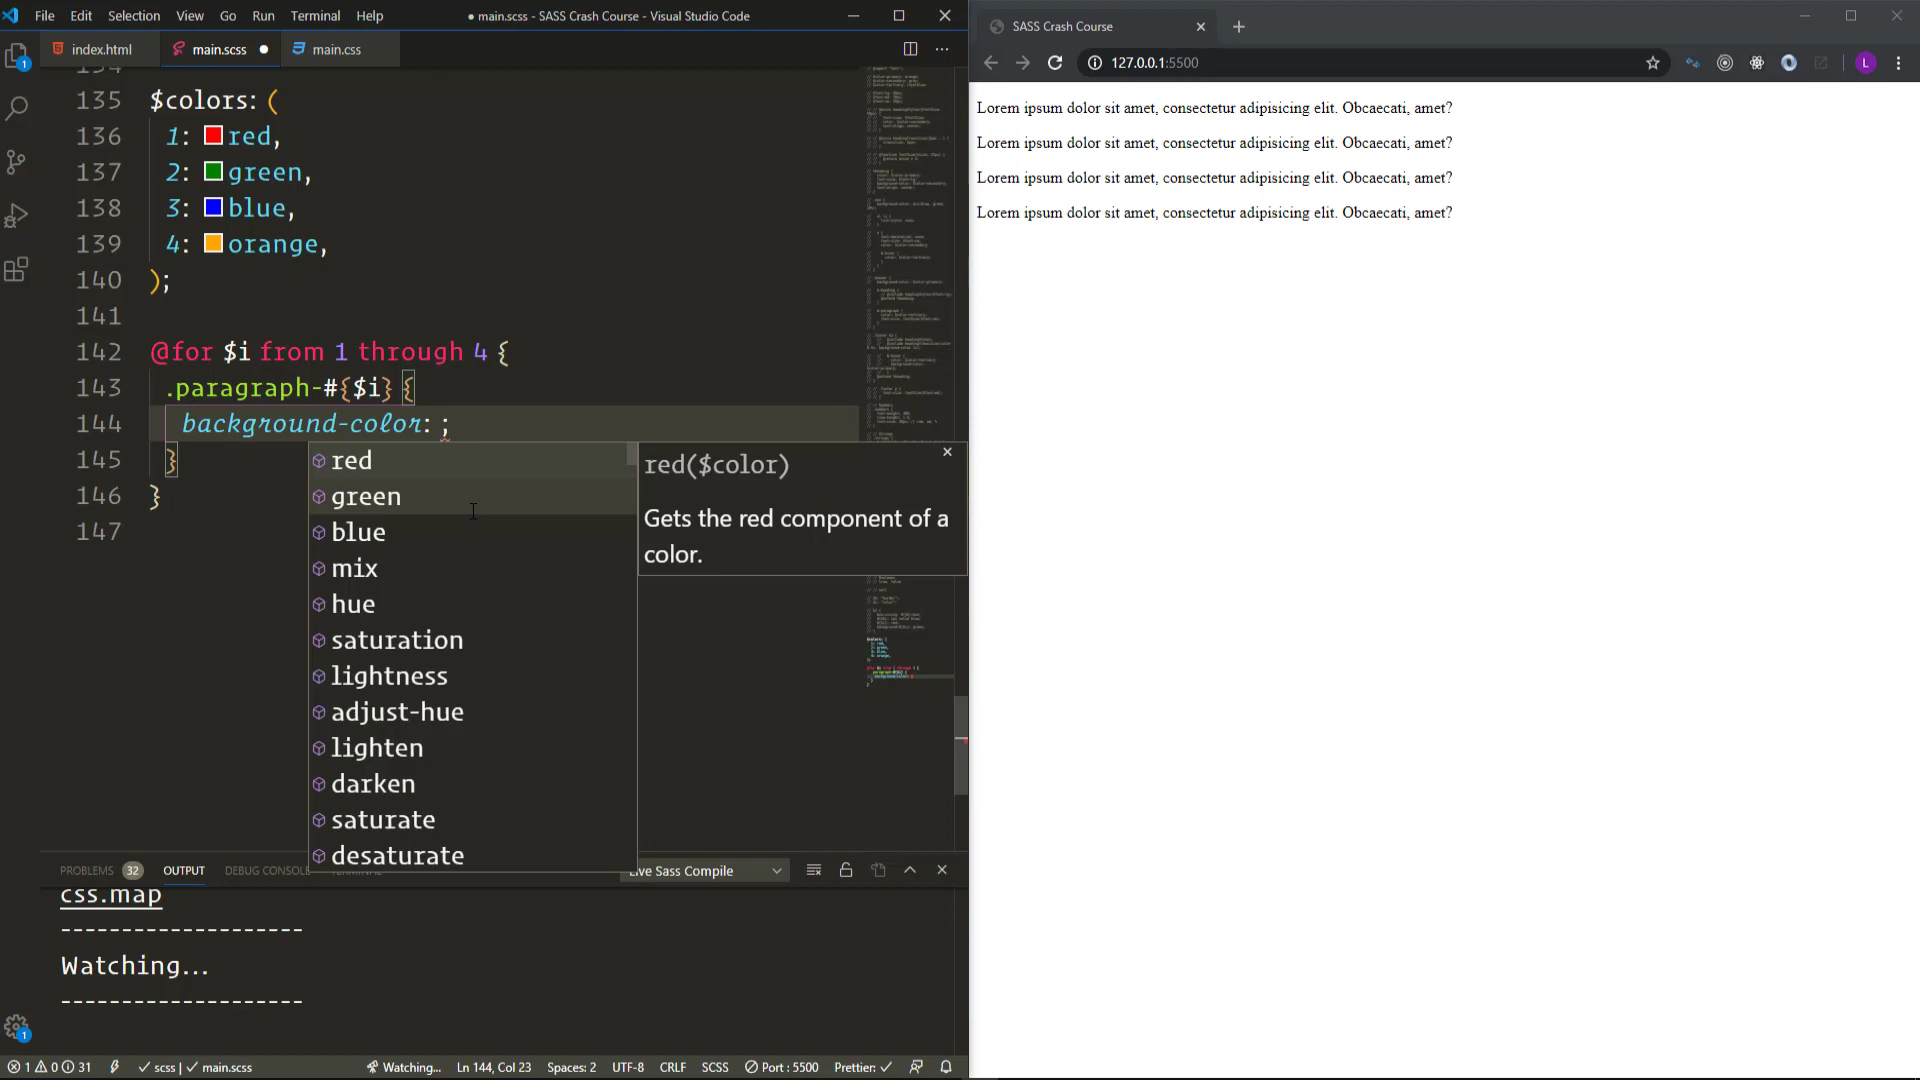 File Edit Selection View Go Run Terminal Help
● main.scss - SASS Crash Course - Visual Studio Code
index.html
main.scss ●
main.css
134
135 $colors: (
136 1: red,
137 2: green,
138 3: blue,
139 4: orange,
140 );
141
142 @for $i from 1 through 4 {
143 .paragraph-#{$i} {
144 background-color: ;
145 }
146 }
147
red
green
blue
mix
hue
saturation
lightness
adjust-hue
lighten
darken
saturate
desaturate
red($color)
Gets the red component of a
color.
PROBLEMS 32 OUTPUT DEBUG CONSOLE
Live Sass Compile
css.map
--------------------
Watching...
--------------------
1 0 31 scss | main.scss Watching... Ln 144, Col 23 Spaces: 2 UTF-8 CRLF SCSS Port : 5500 Prettier:
SASS Crash Course
127.0.0.1:5500
L
Lorem ipsum dolor sit amet, consectetur adipisicing elit. Obcaecati, amet?
Lorem ipsum dolor sit amet, consectetur adipisicing elit. Obcaecati, amet?
Lorem ipsum dolor sit amet, consectetur adipisicing elit. Obcaecati, amet?
Lorem ipsum dolor sit amet, consectetur adipisicing elit. Obcaecati, amet?